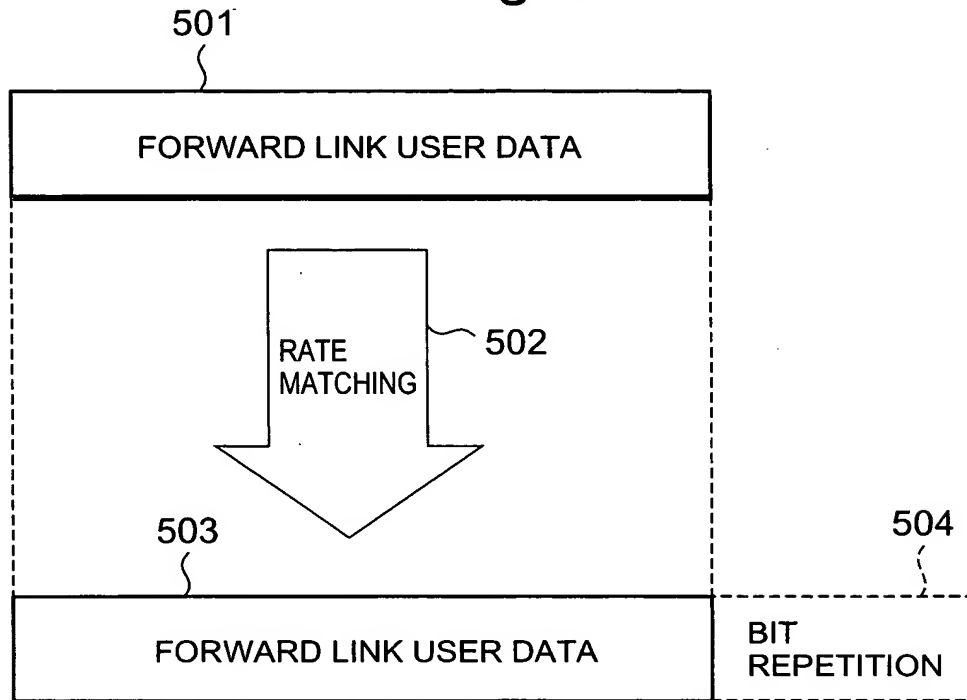 501
FORWARD LINK USER DATA
RATE
MATCHING
502
503
504
FORWARD LINK USER DATA
BIT
REPETITION